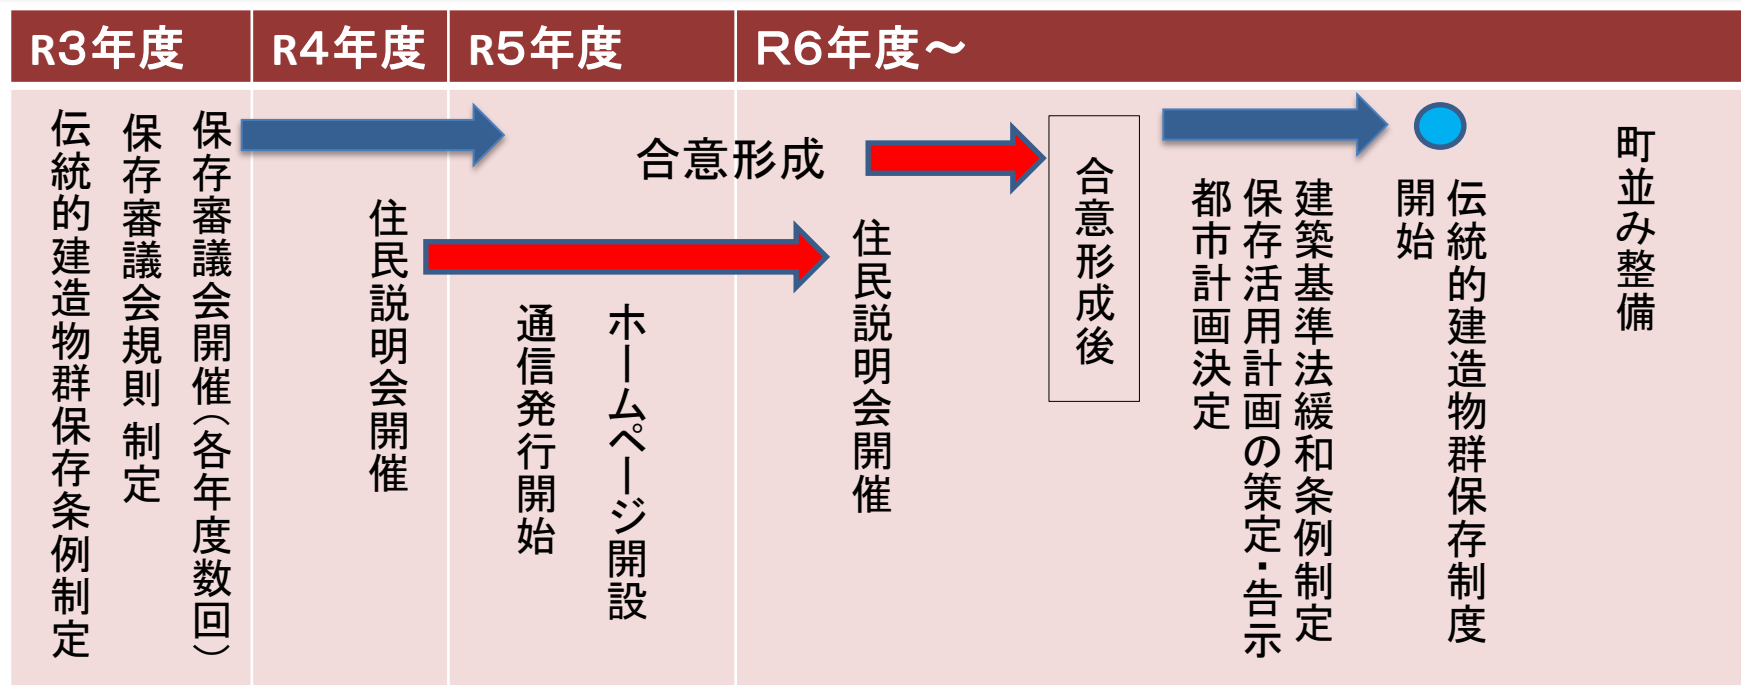 R3年度
R4年度
R5年度
R6年度～
伝統的建造物群保存条例制定
保存審議会規則 制定
保存審議会開催（各年度数回）
住民説明会開催
通信発行開始
ホームページ開設
合意形成
住民説明会開催
合意形成後
都市計画決定
保存活用計画の策定・告示
建築基準法緩和条例制定
伝統的建造物群保存制度
開始
町並み整備